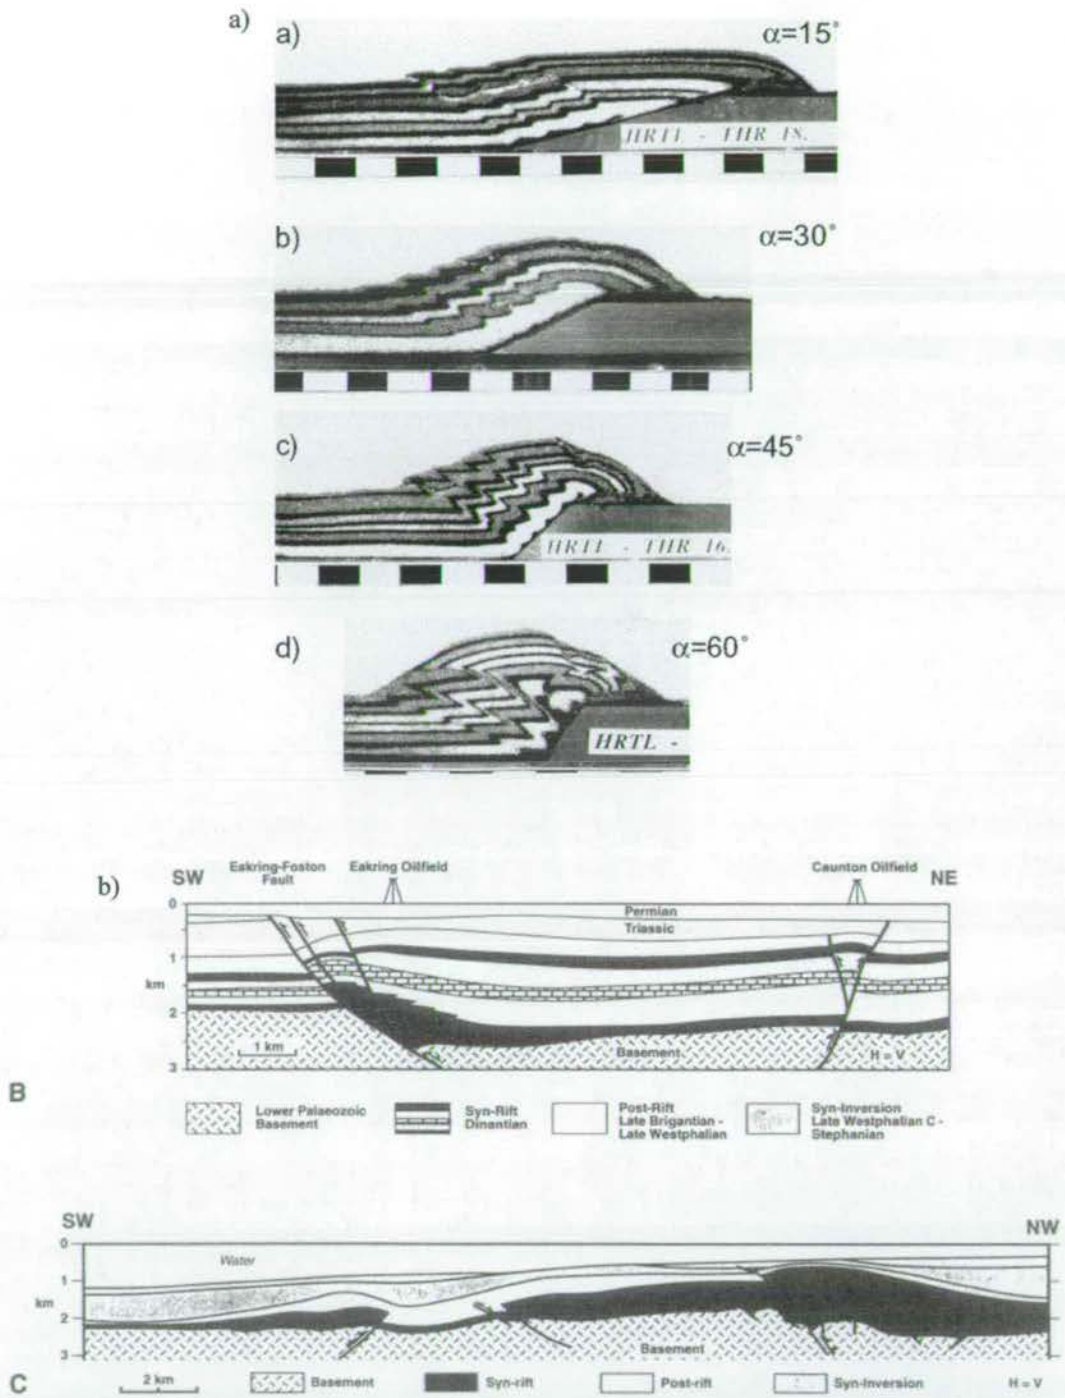 a)
a)
α=15°
HRTL - THR 18.
b)
α=30°
c)
α=45°
HRTL - THR 16.
d)
α=60°
HRTL -
b)
SW
Eakring-Foston
Fault
Eakring Oilfield
Caunton Oilfield
NE
0
Permian
Triassic
1
km
2
1 km
Basement
H = V
3
B
Lower Palaeozoic
Basement
Syn-Rift
Dinantian
Post-Rift
Late Brigantian -
Late Westphalian
Syn-Inversion
Late Westphalian C -
Stephanian
SW
NW
0
Water
1
km
2
Basement
3
C
2 km
Basement
Syn-rift
Post-rift
Syn-Inversion
H = V